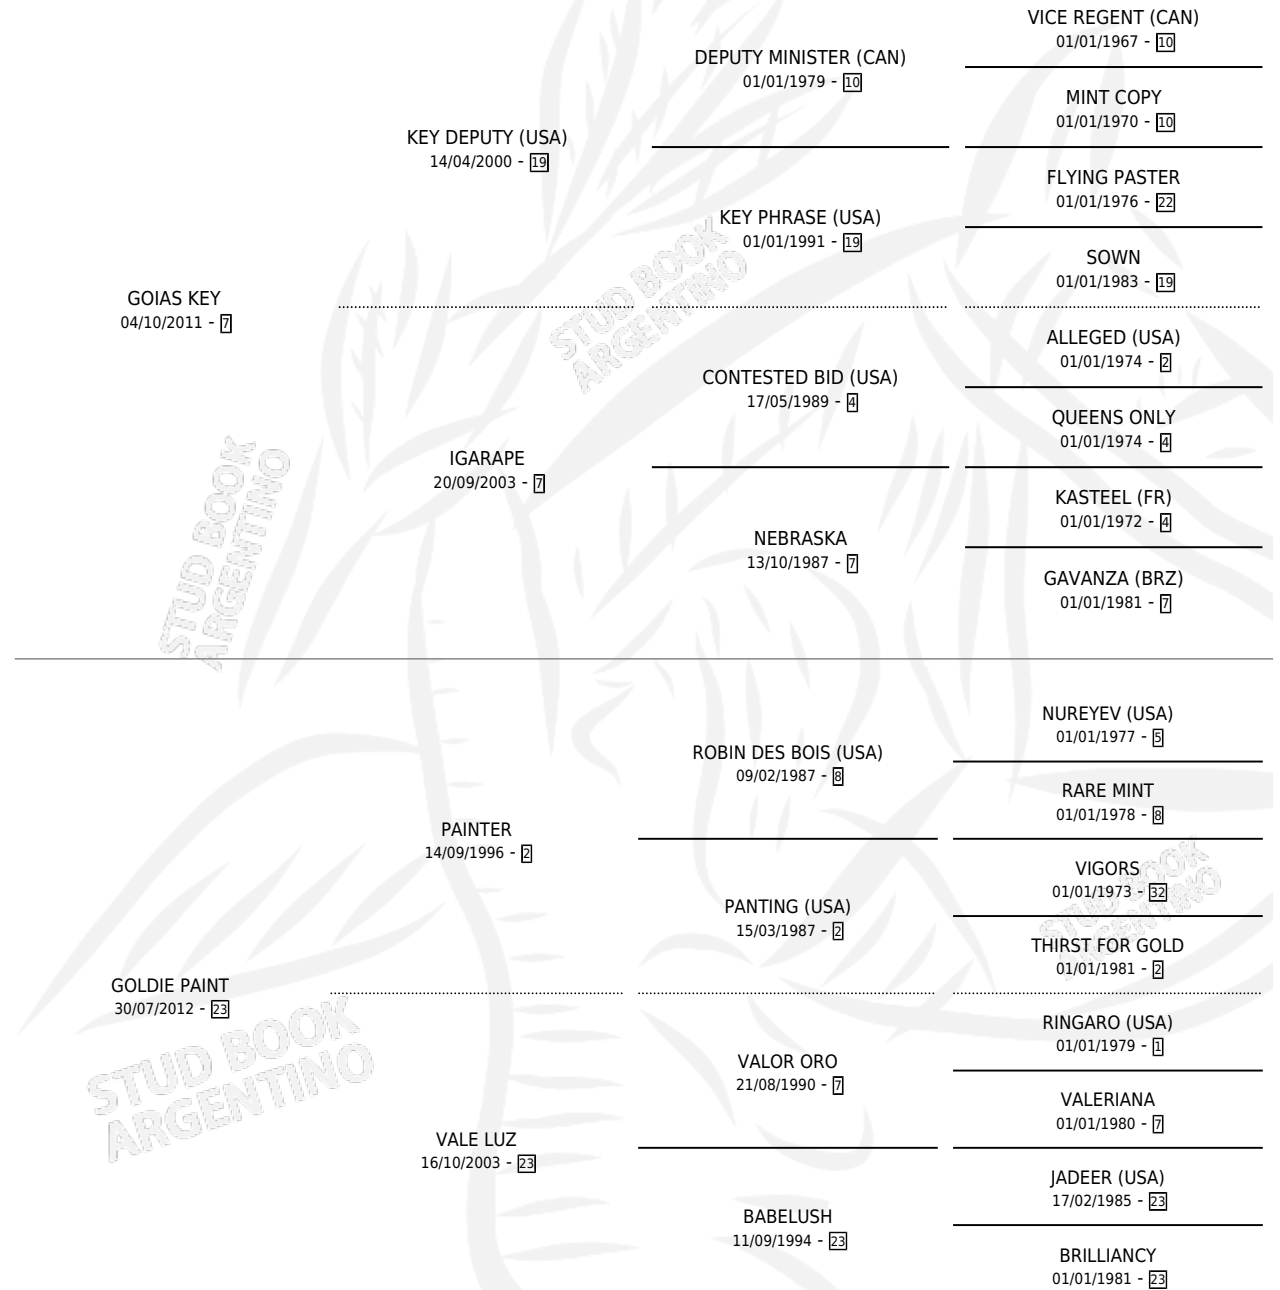 VICE REGENT (CAN)
01/01/1967 - 10
DEPUTY MINISTER (CAN)
01/01/1979 - 10
MINT COPY
01/01/1970 - 10
KEY DEPUTY (USA)
14/04/2000 - 19
FLYING PASTER
01/01/1976 - 22
KEY PHRASE (USA)
01/01/1991 - 19
SOWN
01/01/1983 - 19
GOIAS KEY
04/10/2011 - 7
ALLEGED (USA)
01/01/1974 - 2
CONTESTED BID (USA)
17/05/1989 - 4
QUEENS ONLY
01/01/1974 - 4
IGARAPE
20/09/2003 - 7
KASTEEL (FR)
01/01/1972 - 4
NEBRASKA
13/10/1987 - 7
GAVANZA (BRZ)
01/01/1981 - 7
STUD BOOK
ARGENTINO
STUD BOOK
ARGENTINO
NUREYEV (USA)
01/01/1977 - 5
ROBIN DES BOIS (USA)
09/02/1987 - 8
RARE MINT
01/01/1978 - 8
PAINTER
14/09/1996 - 2
VIGORS
01/01/1973 - 32
PANTING (USA)
15/03/1987 - 2
THIRST FOR GOLD
01/01/1981 - 2
STUD BOOK
ARGENTINO
GOLDIE PAINT
30/07/2012 - 23
RINGARO (USA)
01/01/1979 - 1
VALOR ORO
21/08/1990 - 7
VALERIANA
01/01/1980 - 7
STUD BOOK
ARGENTINO
VALE LUZ
16/10/2003 - 23
JADEER (USA)
17/02/1985 - 23
BABELUSH
11/09/1994 - 23
BRILLIANCY
01/01/1981 - 23